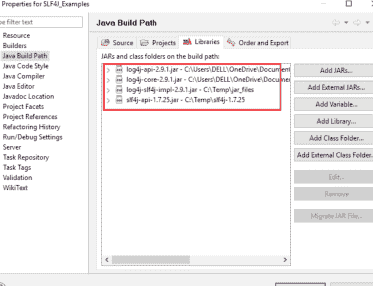 Properties for SLF4J_Examples
pe filter text
Resource
Builders
Java Build Path
Java Code Style
Java Compiler
Java Editor
Javadoc Location
Project Facets
Project References
Refactoring History
Run/Debug Settings
Server
Task Repository
Task Tags
Validation
WikiText
Java Build Path
Source Projects Libraries Order and Export
JARs and class folders on the build path:
log4j-api-2.9.1.jar - C:\Users\DELL\OneDrive\Document
log4j-core-2.9.1.jar - C:\Users\DELL\OneDrive\Documen
log4j-slf4j-impl-2.9.1.jar - C:\Temp\jar_files
slf4j-api-1.7.25.jar - C:\Temp\slf4j-1.7.25
Add JARs...
Add External JARs...
Add Variable...
Add Library...
Add Class Folder...
Add External Class Folder.
Edit...
Remove
Migrate JAR File...